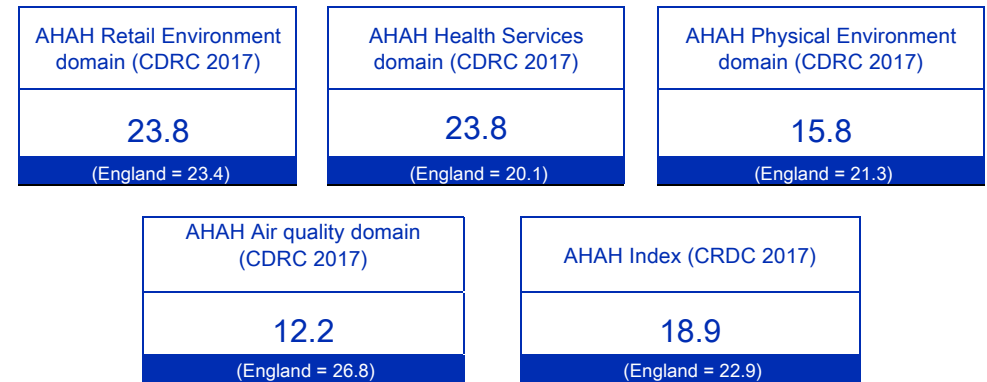 AHAH Retail Environment
domain (CDRC 2017)
23.8
(England = 23.4)
AHAH Health Services
domain (CDRC 2017)
23.8
(England = 20.1)
AHAH Physical Environment
domain (CDRC 2017)
15.8
(England = 21.3)
AHAH Air quality domain
(CDRC 2017)
12.2
(England = 26.8)
AHAH Index (CRDC 2017)
18.9
(England = 22.9)